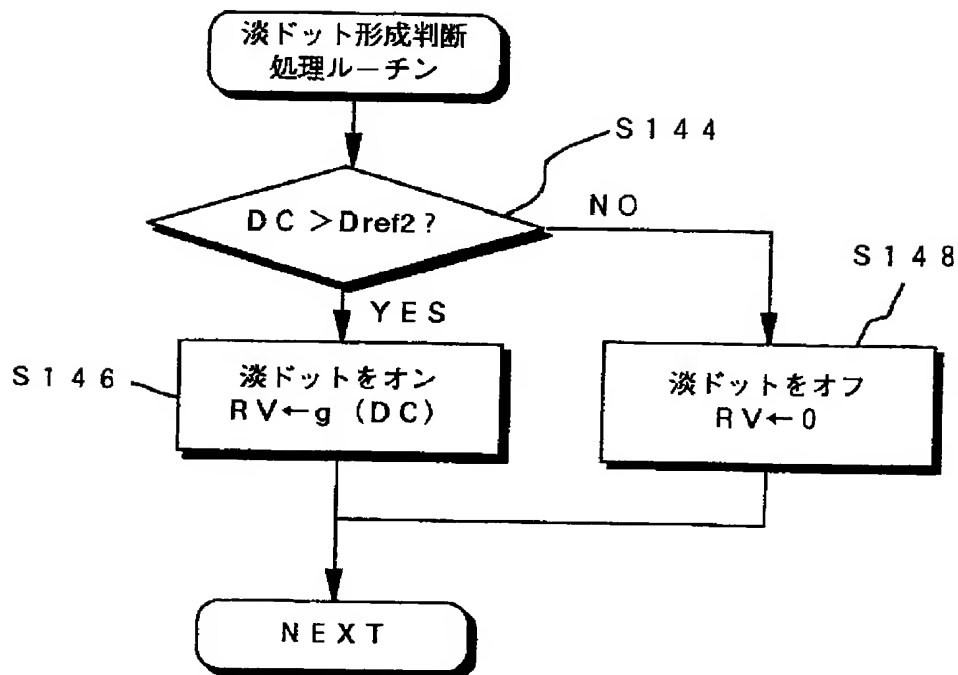 淡ドット形成判断
処理ルーチン
S144
DC＞Dref2？
NO
S148
YES
S146
淡ドットをオン
RV←g（DC）
淡ドットをオフ
RV←0
NEXT